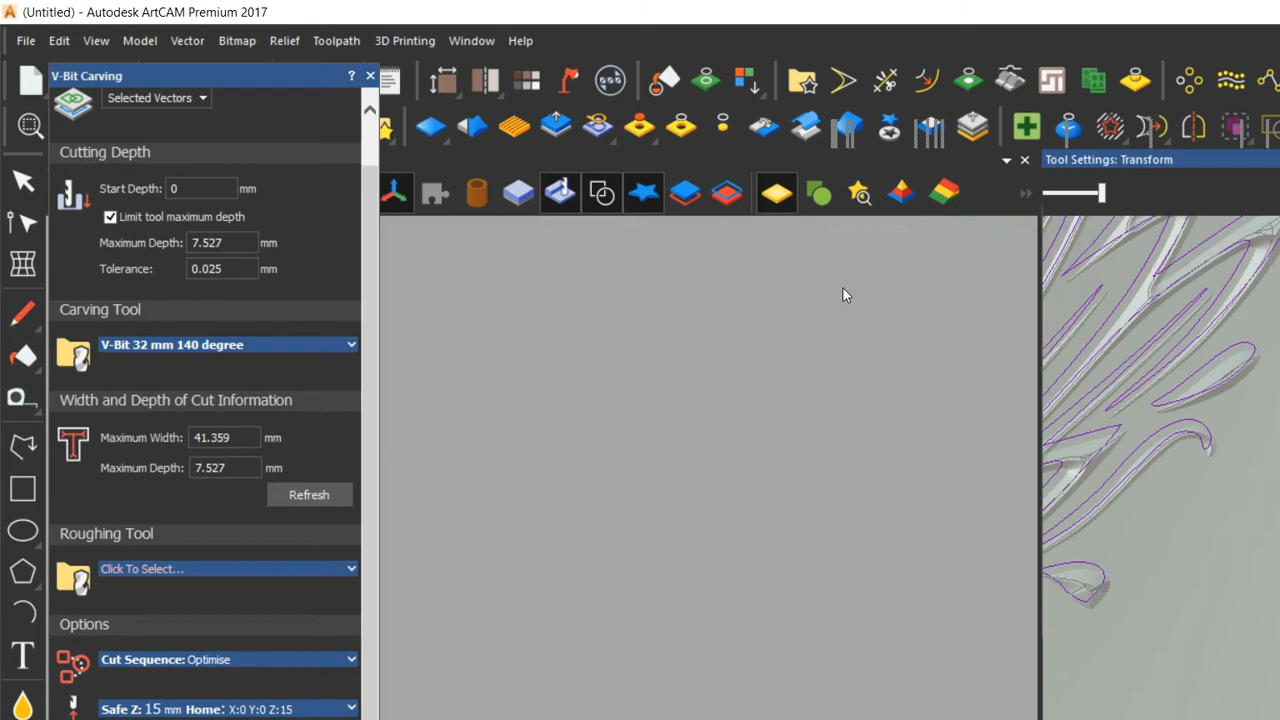 (Untitled) - Autodesk ArtCAM Premium 2017
File Edit View Model Vector Bitmap Relief Toolpath 3D Printing Window Help
V-Bit Carving ? ×
Selected Vectors
Tool Settings: Transform
Cutting Depth
Start Depth: 0 mm
Limit tool maximum depth
Maximum Depth: 7.527 mm
Tolerance: 0.025 mm
Carving Tool
V-Bit 32 mm 140 degree
Width and Depth of Cut Information
Maximum Width: 41.359 mm
Maximum Depth: 7.527 mm
Refresh
Roughing Tool
Click To Select...
Options
Cut Sequence: Optimise
Safe Z: 15 mm Home: X:0 Y:0 Z:15